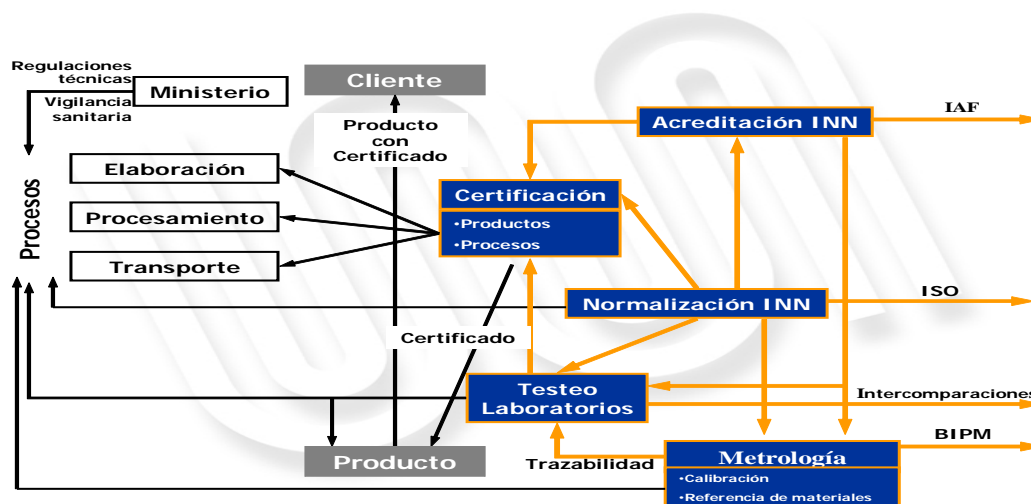 Regulaciones
técnicas
Vigilancia
sanitaria
Ministerio
Cliente
Producto
con
Certificado
Acreditación INN
IAF
Procesos
Elaboración
Procesamiento
Transporte
Certificación
•Productos
•Procesos
Normalización INN
ISO
Certificado
Testeo
Laboratorios
Intercomparaciones
Producto
Trazabilidad
Metrología
•Calibración
•Referencia de materiales
BIPM